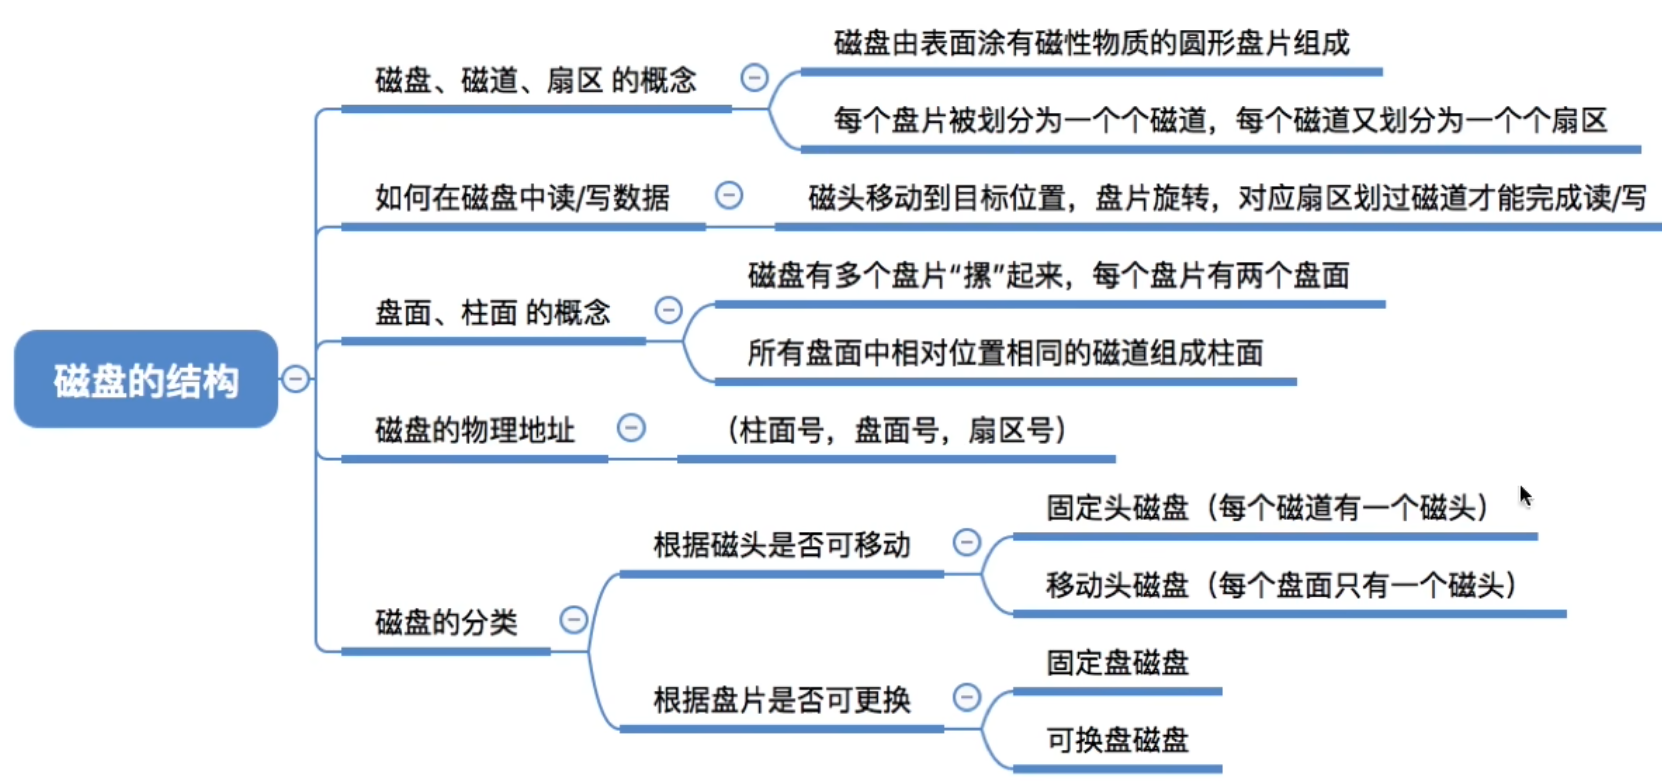 磁盘的结构
磁盘、磁道、扇区 的概念
磁盘由表面涂有磁性物质的圆形盘片组成
每个盘片被划分为一个个磁道，每个磁道又划分为一个个扇区
如何在磁盘中读/写数据
磁头移动到目标位置，盘片旋转，对应扇区划过磁道才能完成读/写
盘面、柱面 的概念
磁盘有多个盘片“摞”起来，每个盘片有两个盘面
所有盘面中相对位置相同的磁道组成柱面
磁盘的物理地址
（柱面号，盘面号，扇区号）
磁盘的分类
根据磁头是否可移动
固定头磁盘（每个磁道有一个磁头）
移动头磁盘（每个盘面只有一个磁头）
根据盘片是否可更换
固定盘磁盘
可换盘磁盘